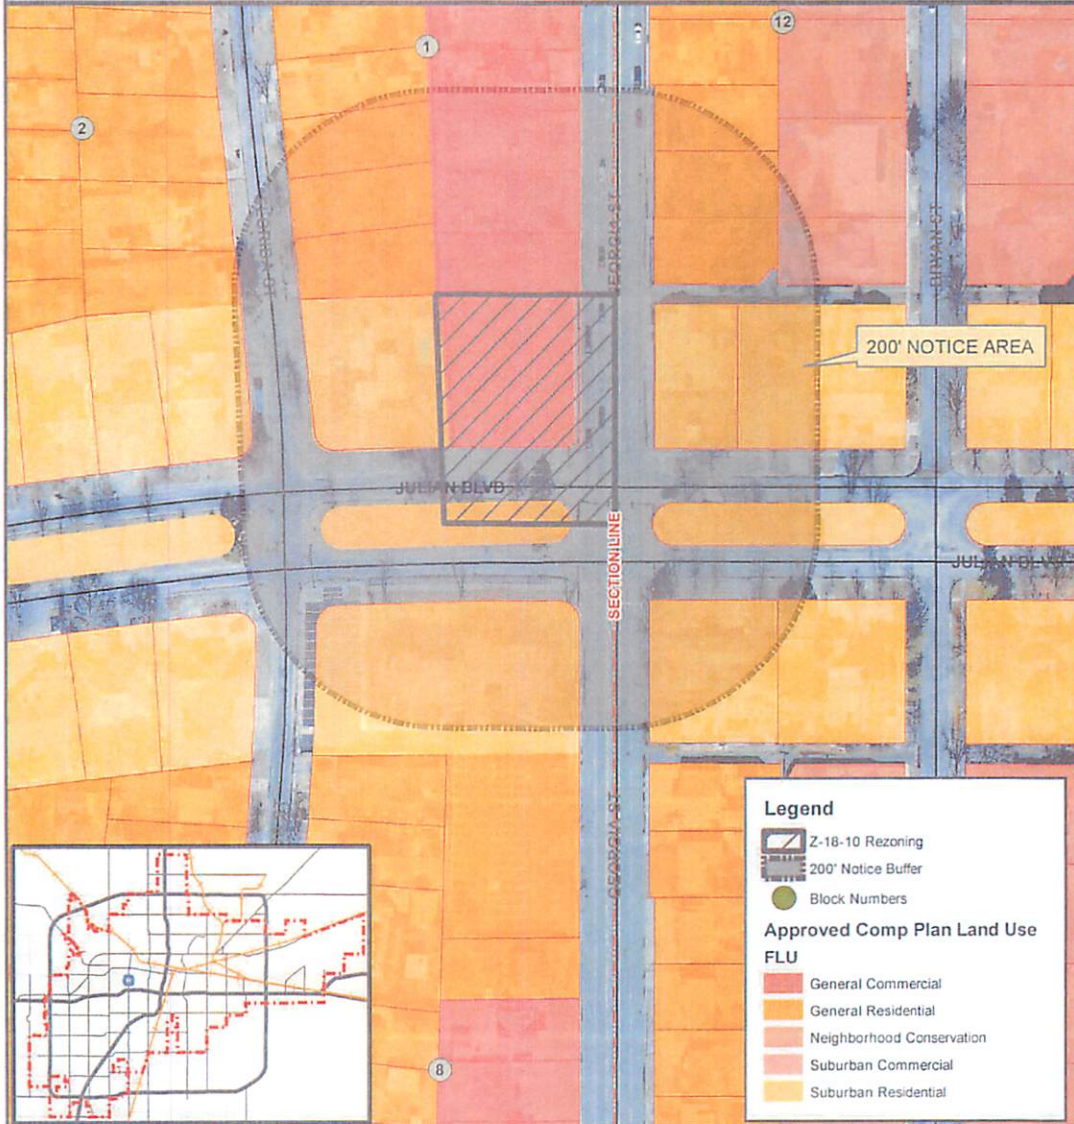 1
12
2
GEORGIA ST
BRYAN ST
200' NOTICE AREA
JULIAN BLVD
SECTION LINE
JULIAN BLVD
GEORGIA ST
8
Legend
Z-18-10 Rezoning
200' Notice Buffer
Block Numbers
Approved Comp Plan Land Use
FLU
General Commercial
General Residential
Neighborhood Conservation
Suburban Commercial
Suburban Residential